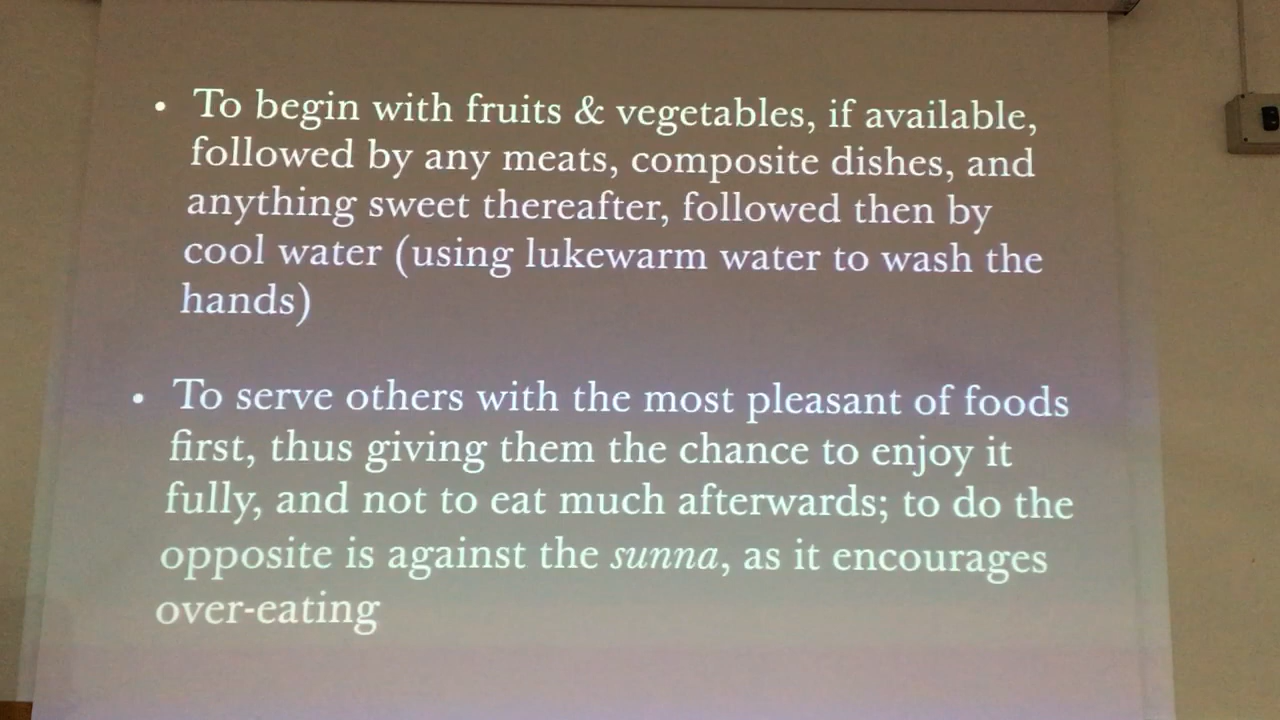 • To begin with fruits & vegetables, if available,
followed by any meats, composite dishes, and
anything sweet thereafter, followed then by
cool water (using lukewarm water to wash the
hands)
• To serve others with the most pleasant of foods
first, thus giving them the chance to enjoy it
fully, and not to eat much afterwards; to do the
opposite is against the sunna, as it encourages
over-eating